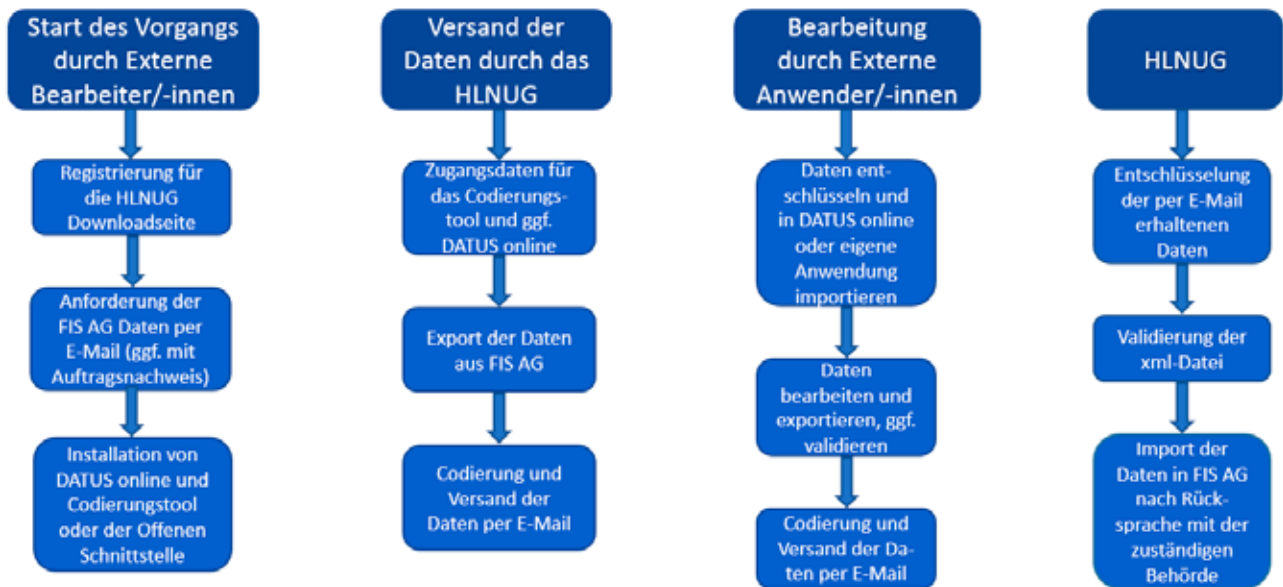 Start des Vorgangs
durch Externe
Bearbeiter/-innen
Registrierung für
die HLNUG
Downloadseite
Anforderung der
FIS AG Daten per
E-Mail (ggf. mit
Auftragsnachweis)
Installation von
DATUS online und
Codierungstool
oder der Offenen
Schnittstelle
Versand der
Daten durch das
HLNUG
Zugangsdaten für
das Codierungs-
tool und ggf.
DATUS online
Export der Daten
aus FIS AG
Codierung und
Versand der
Daten per E-Mail
Bearbeitung
durch Externe
Anwender/-innen
Daten ent-
schlüsseln und
in DATUS online
oder eigene
Anwendung
importieren
Daten
bearbeiten und
exportieren, ggf.
validieren
Codierung und
Versand der Da-
ten per E-Mail
HLNUG
Entschlüsselung
der per E-Mail
erhaltenen
Daten
Validierung der
xml-Datei
Import der
Daten in FIS AG
nach Rück-
sprache mit der
zuständigen
Behörde